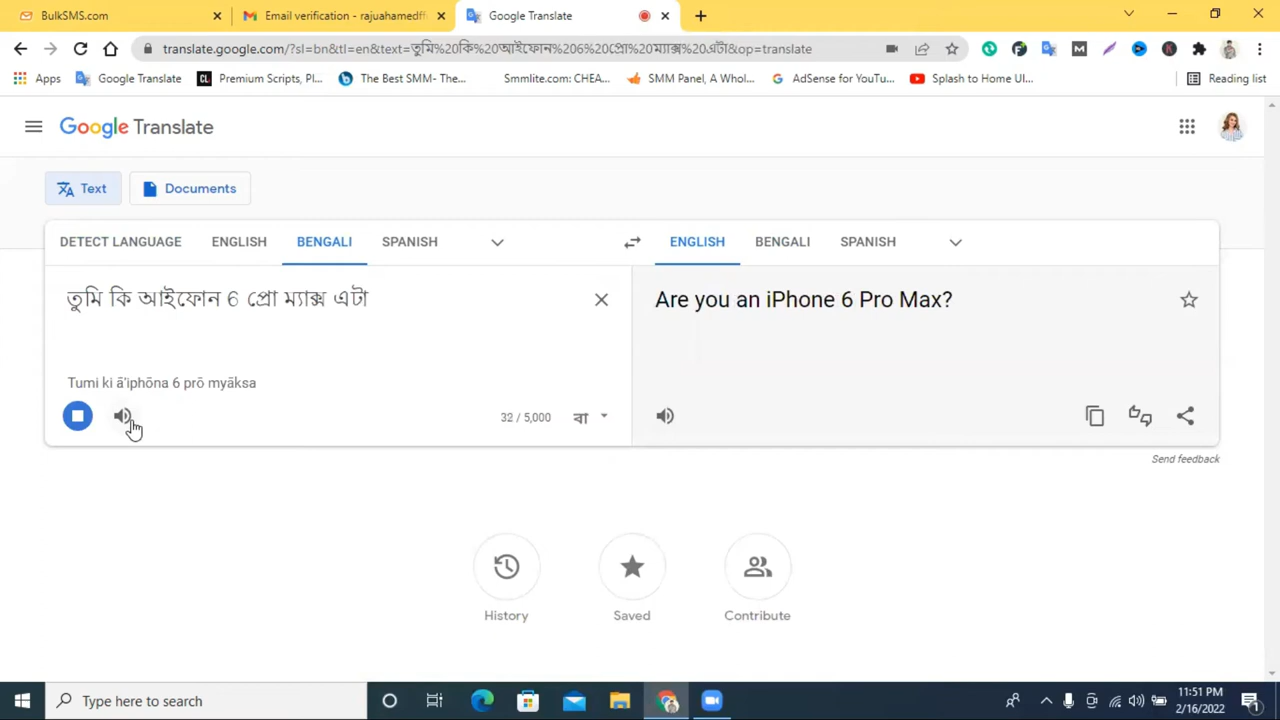 BulkSMS.com
Email verification - rajuahamedff
Google Translate
translate.google.com/?sl=bn&tl=en&text=তুমি%20কি%20আইফোন%206%20প্রো%20ম্যাক্স%20এটা&op=translate
Apps
Google Translate
Premium Scripts, Pl...
The Best SMM- The...
Smmlite.com: CHEA...
SMM Panel, A Whol...
AdSense for YouTu...
Splash to Home UI...
Reading list
Google Translate
Text
Documents
DETECT LANGUAGE
ENGLISH
BENGALI
SPANISH
ENGLISH
BENGALI
SPANISH
তুমি কি আইফোন 6 প্রো ম্যাক্স এটা
Are you an iPhone 6 Pro Max?
Tumi ki ā'iphōna 6 prō myāksa
32 / 5,000
বা
Send feedback
History
Saved
Contribute
Type here to search
11:51 PM
2/16/2022
1